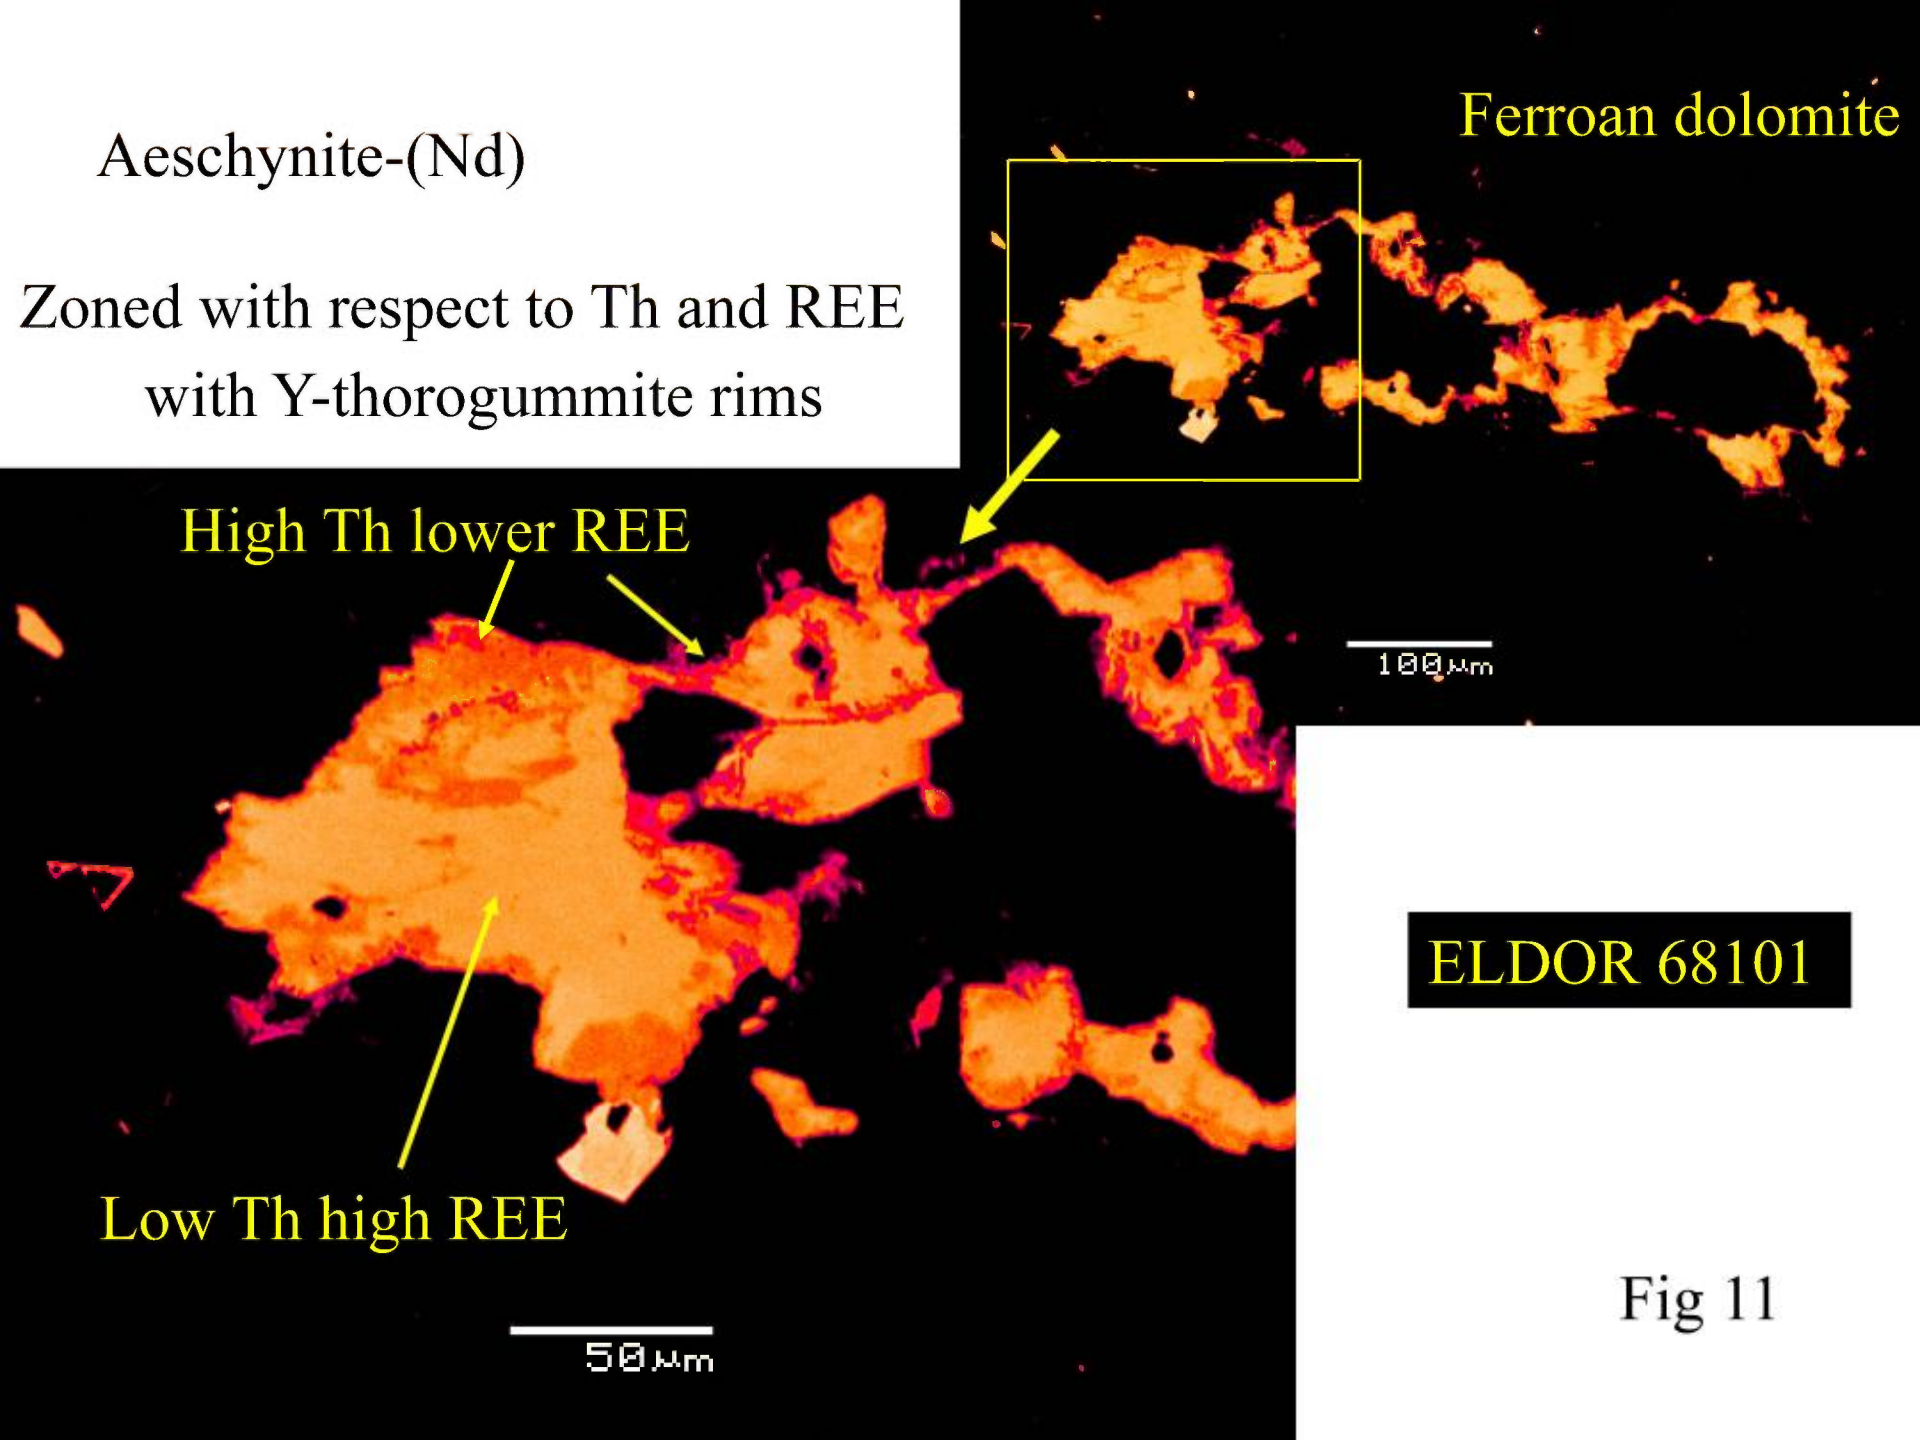 Aeschynite-(Nd)
Zoned with respect to Th and REE
with Y-thorogummite rims
Ferroan dolomite
High Th lower REE
100µm
Low Th high REE
50µm
ELDOR 68101
Fig 11